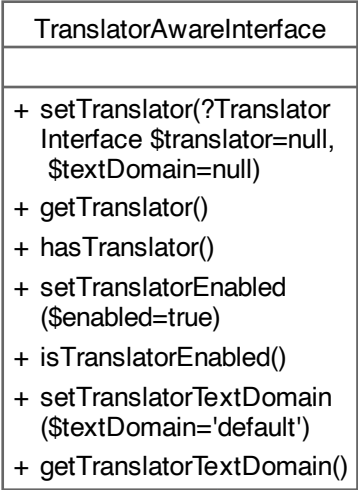 TranslatorAwareInterface
+ setTranslator(?Translator
Interface $translator=null,
$textDomain=null)
+ getTranslator()
+ hasTranslator()
+ setTranslatorEnabled
($enabled=true)
+ isTranslatorEnabled()
+ setTranslatorTextDomain
($textDomain='default')
+ getTranslatorTextDomain()